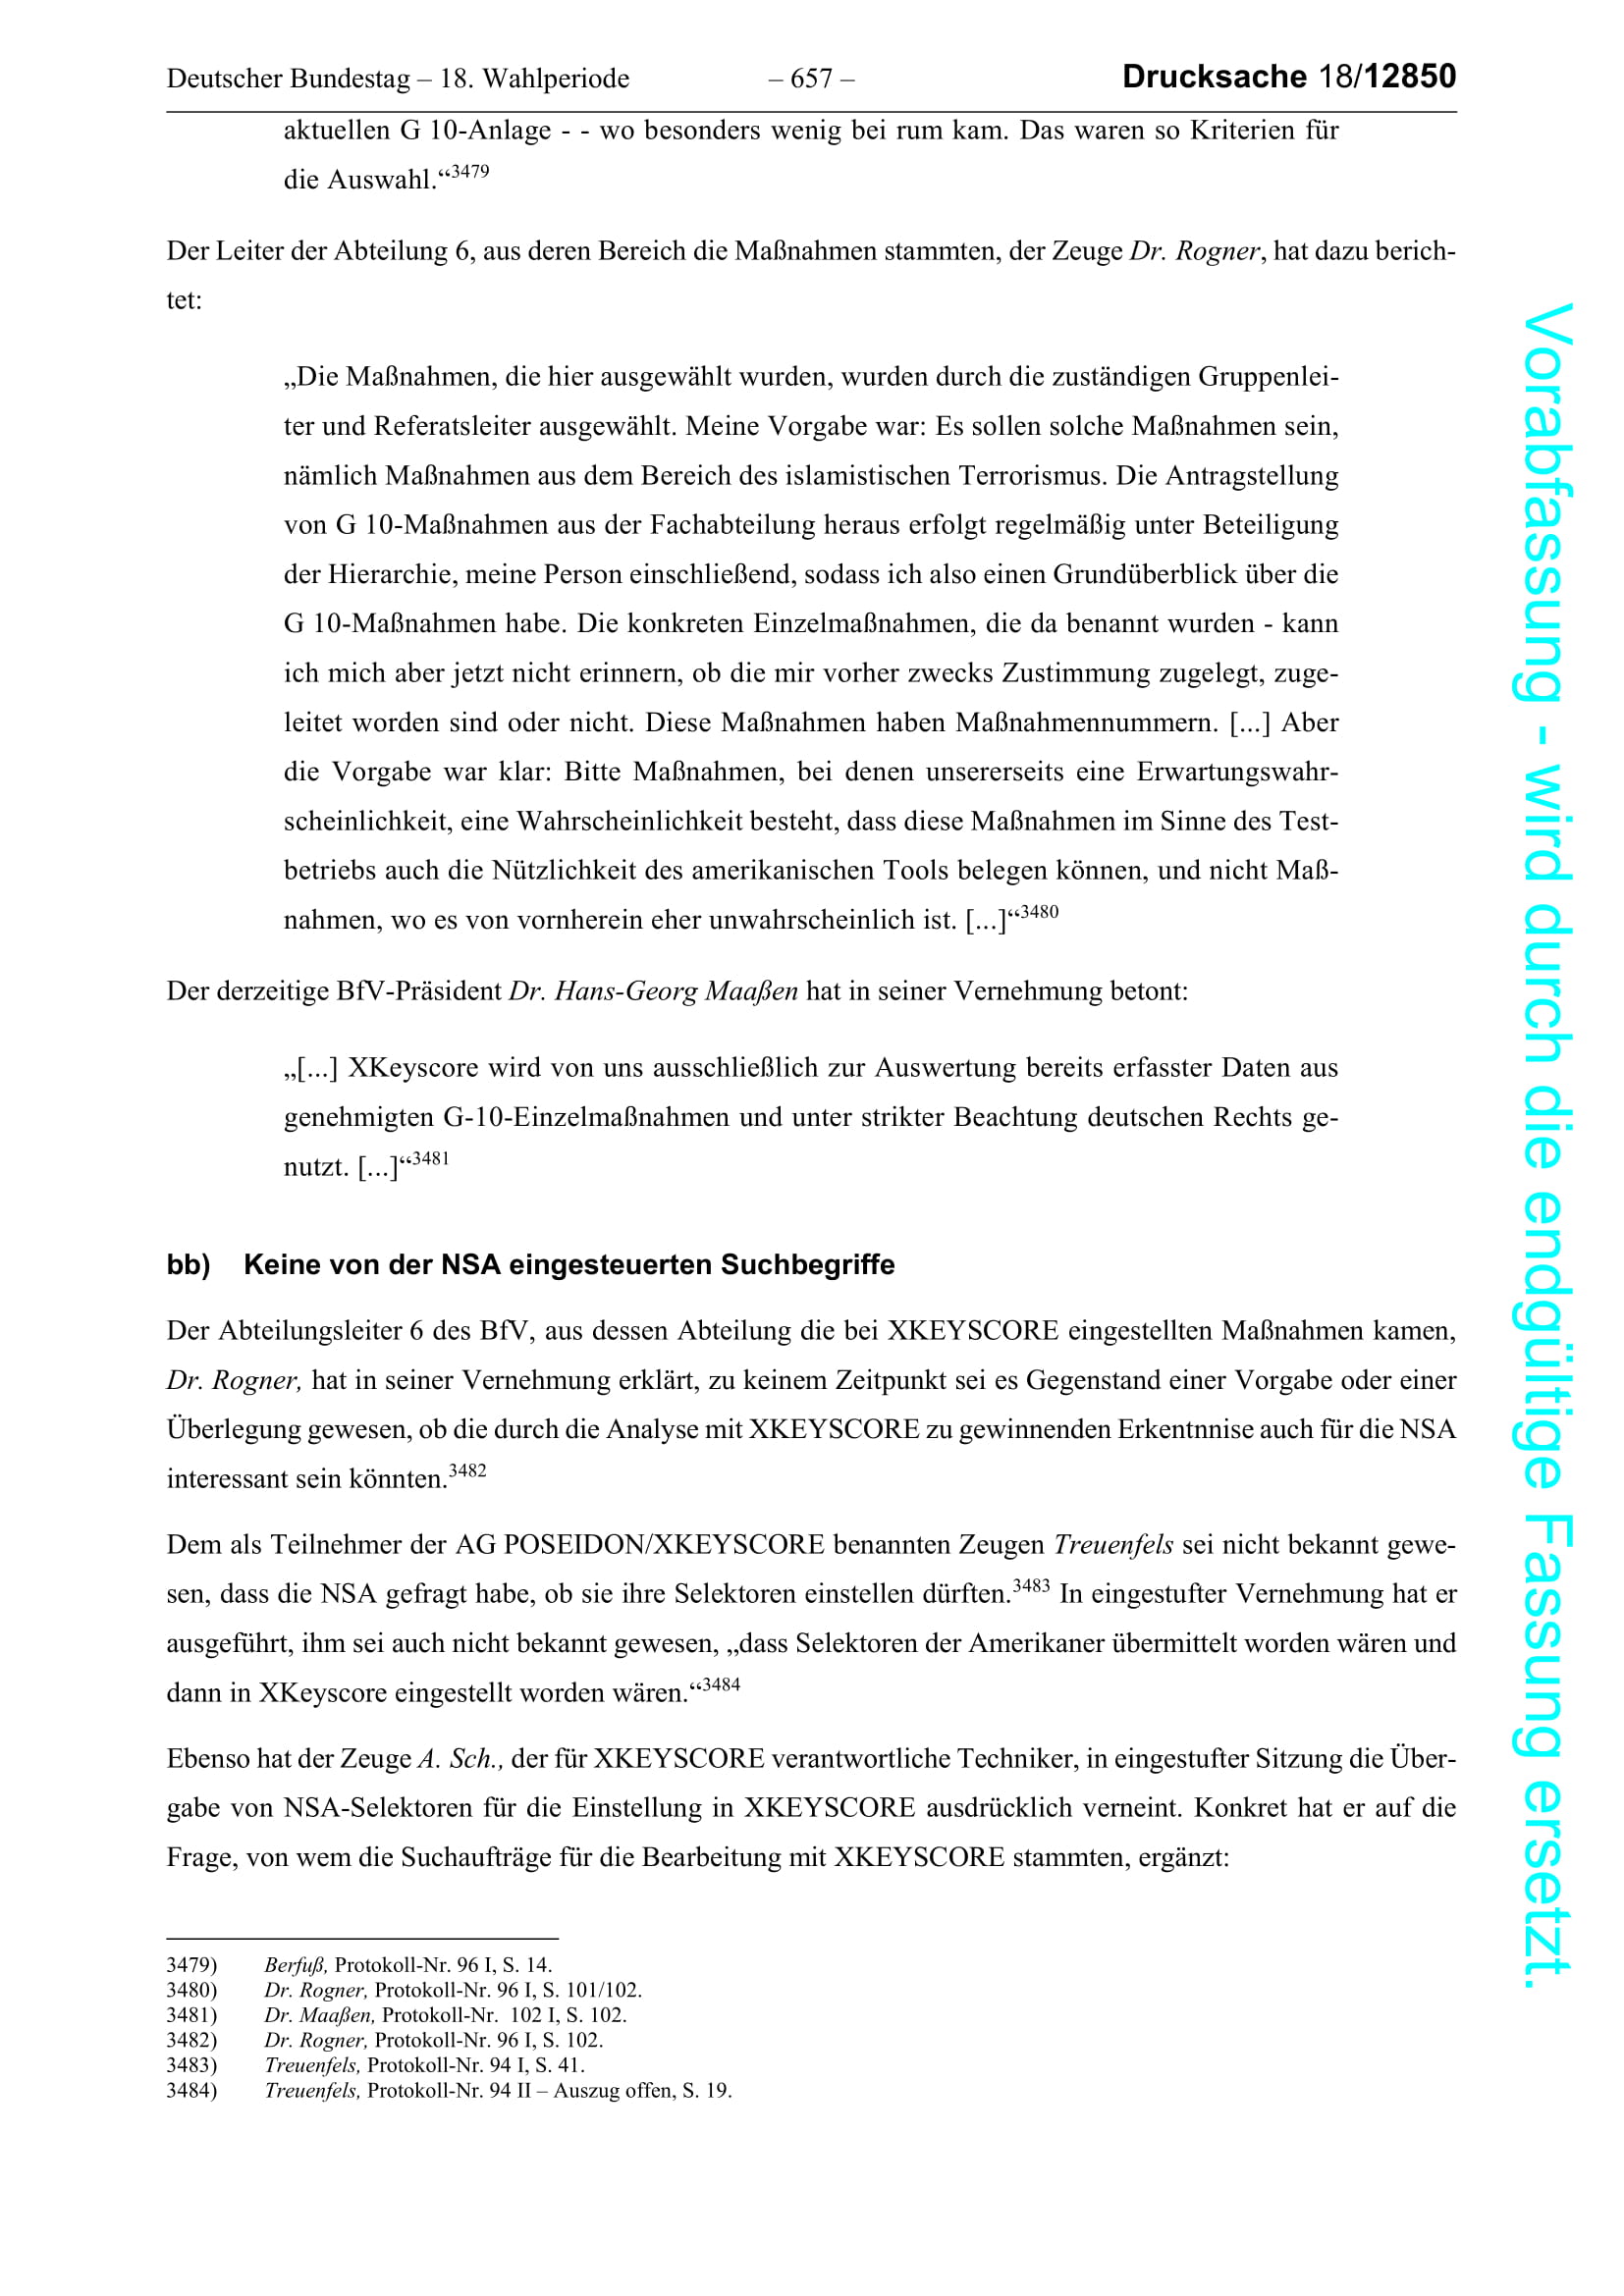 Deutscher Bundestag – 18. Wahlperiode – 657 – Drucksache 18/12850
aktuellen G 10-Anlage - - wo besonders wenig bei rum kam. Das waren so Kriterien für
die Auswahl.“3479
Der Leiter der Abteilung 6, aus deren Bereich die Maßnahmen stammten, der Zeuge Dr. Rogner, hat dazu berich-
tet:
„Die Maßnahmen, die hier ausgewählt wurden, wurden durch die zuständigen Gruppenlei-
ter und Referatsleiter ausgewählt. Meine Vorgabe war: Es sollen solche Maßnahmen sein,
nämlich Maßnahmen aus dem Bereich des islamistischen Terrorismus. Die Antragstellung
von G 10-Maßnahmen aus der Fachabteilung heraus erfolgt regelmäßig unter Beteiligung
der Hierarchie, meine Person einschließend, sodass ich also einen Grundüberblick über die
G 10-Maßnahmen habe. Die konkreten Einzelmaßnahmen, die da benannt wurden - kann
ich mich aber jetzt nicht erinnern, ob die mir vorher zwecks Zustimmung zugelegt, zuge-
leitet worden sind oder nicht. Diese Maßnahmen haben Maßnahmennummern. [...] Aber
die Vorgabe war klar: Bitte Maßnahmen, bei denen unsererseits eine Erwartungswahr-
scheinlichkeit, eine Wahrscheinlichkeit besteht, dass diese Maßnahmen im Sinne des Test-
betriebs auch die Nützlichkeit des amerikanischen Tools belegen können, und nicht Maß-
nahmen, wo es von vornherein eher unwahrscheinlich ist. [...]“3480
Der derzeitige BfV-Präsident Dr. Hans-Georg Maaßen hat in seiner Vernehmung betont:
„[...] XKeyscore wird von uns ausschließlich zur Auswertung bereits erfasster Daten aus
genehmigten G-10-Einzelmaßnahmen und unter strikter Beachtung deutschen Rechts ge-
nutzt. [...]“3481
bb) Keine von der NSA eingesteuerten Suchbegriffe
Der Abteilungsleiter 6 des BfV, aus dessen Abteilung die bei XKEYSCORE eingestellten Maßnahmen kamen,
Dr. Rogner, hat in seiner Vernehmung erklärt, zu keinem Zeitpunkt sei es Gegenstand einer Vorgabe oder einer
Überlegung gewesen, ob die durch die Analyse mit XKEYSCORE zu gewinnenden Erkentnnise auch für die NSA
interessant sein könnten.3482
Dem als Teilnehmer der AG POSEIDON/XKEYSCORE benannten Zeugen Treuenfels sei nicht bekannt gewe-
sen, dass die NSA gefragt habe, ob sie ihre Selektoren einstellen dürften.3483 In eingestufter Vernehmung hat er
ausgeführt, ihm sei auch nicht bekannt gewesen, „dass Selektoren der Amerikaner übermittelt worden wären und
dann in XKeyscore eingestellt worden wären.“3484
Ebenso hat der Zeuge A. Sch., der für XKEYSCORE verantwortliche Techniker, in eingestufter Sitzung die Über-
gabe von NSA-Selektoren für die Einstellung in XKEYSCORE ausdrücklich verneint. Konkret hat er auf die
Frage, von wem die Suchaufträge für die Bearbeitung mit XKEYSCORE stammten, ergänzt:
3479) Berfuß, Protokoll-Nr. 96 I, S. 14.
3480) Dr. Rogner, Protokoll-Nr. 96 I, S. 101/102.
3481) Dr. Maaßen, Protokoll-Nr. 102 I, S. 102.
3482) Dr. Rogner, Protokoll-Nr. 96 I, S. 102.
3483) Treuenfels, Protokoll-Nr. 94 I, S. 41.
3484) Treuenfels, Protokoll-Nr. 94 II – Auszug offen, S. 19.
Vorabfassung - wird durch die endgültige Fassung ersetzt.